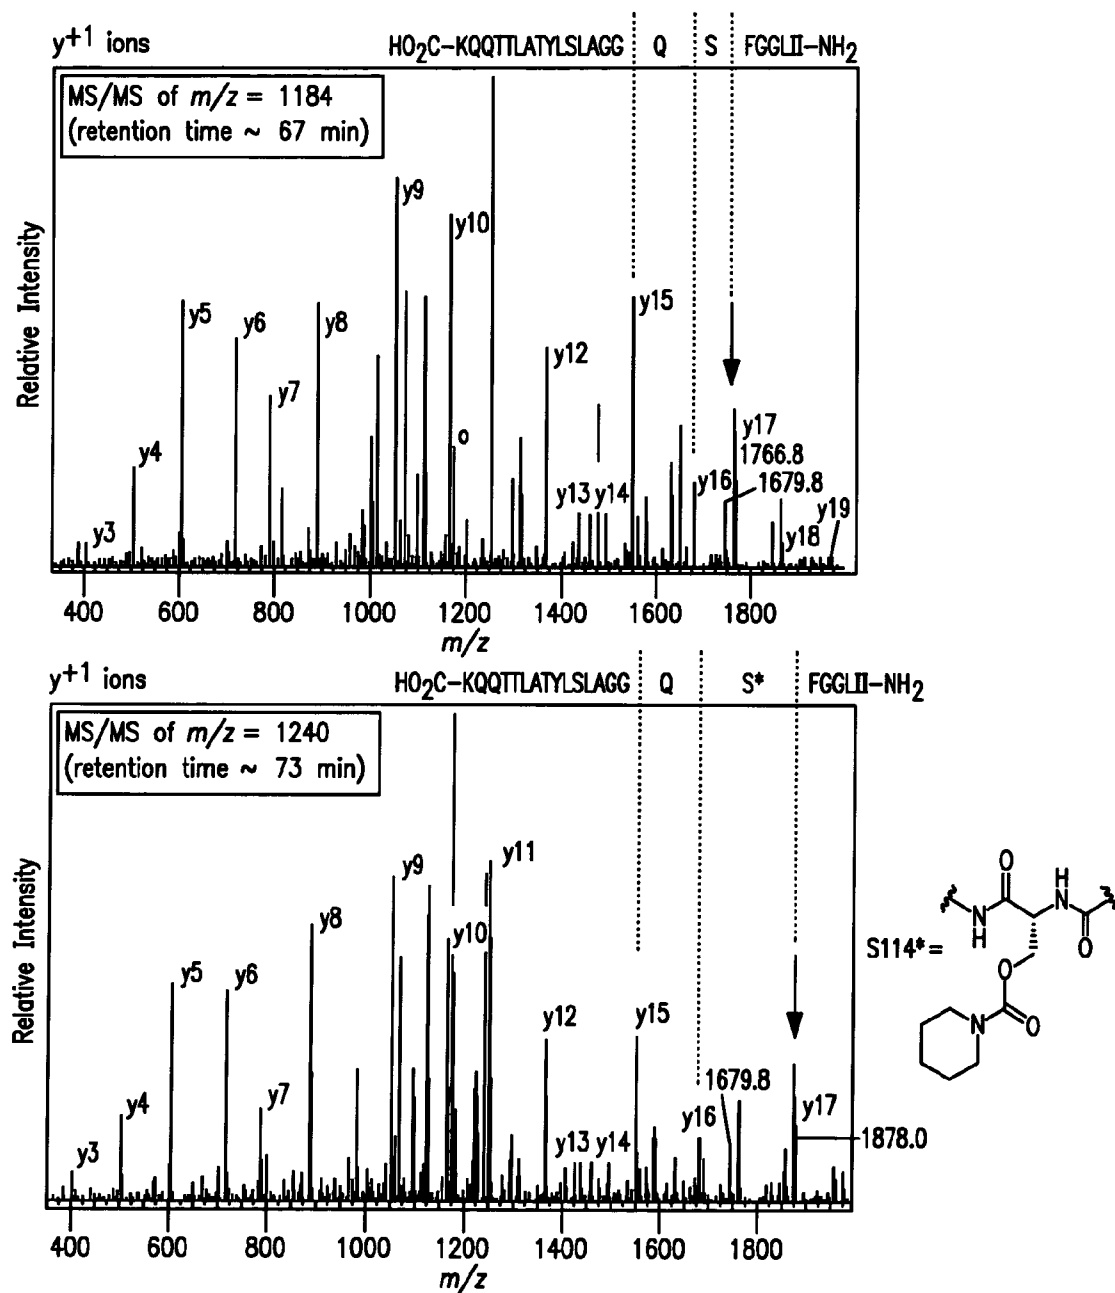 y+1 ions HO2C-KQQTTLATYLSLAGG Q S FGGLII-NH2
MS/MS of m/z = 1184
(retention time ~ 67 min)
Relative Intensity
y3
y4
y5
y6
y7
y8
y9
y10
o
y12
y13
y14
y15
y16
y17
1766.8
1679.8
y18
y19
400 600 800 1000 1200 1400 1600 1800
m/z
y+1 ions HO2C-KQQTTLATYLSLAGG Q S* FGGLII-NH2
MS/MS of m/z = 1240
(retention time ~ 73 min)
Relative Intensity
y3
y4
y5
y6
y7
y8
y9
y10
y11
y12
y13
y14
y15
y16
1679.8
y17
1878.0
400 600 800 1000 1200 1400 1600 1800
m/z
S114*=
O
H
N
N
H
O
O
N
O